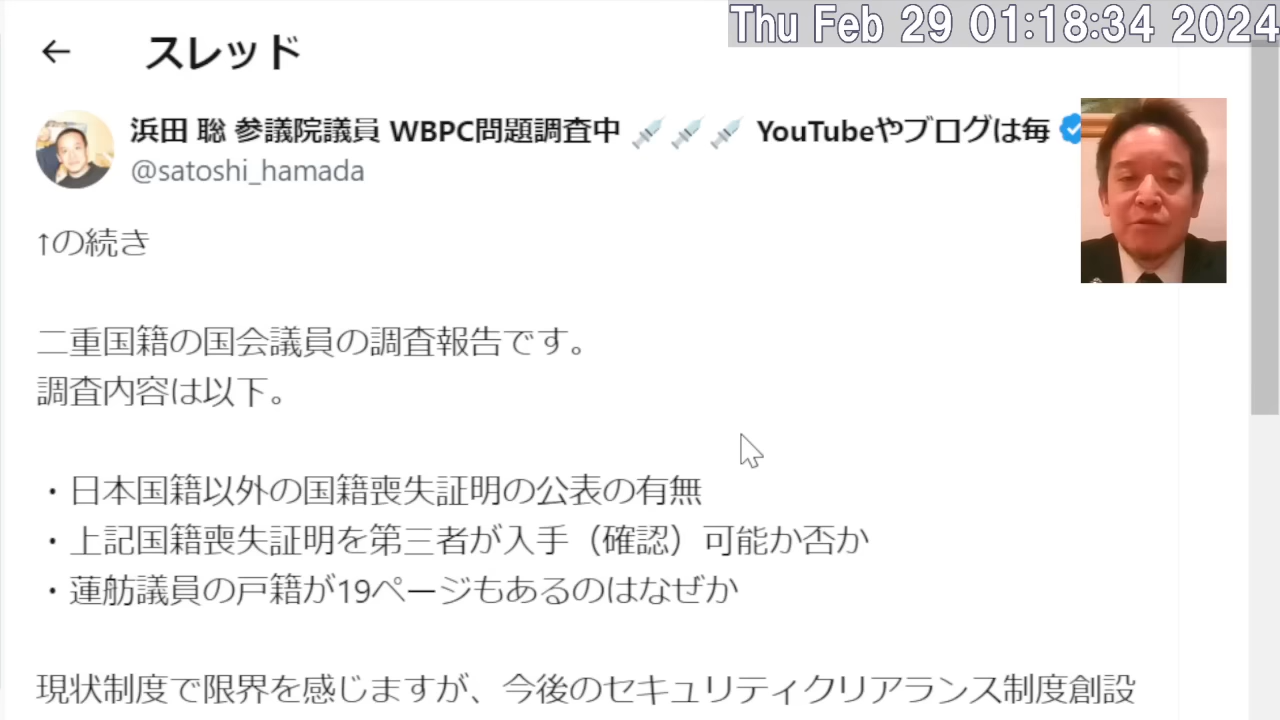 Thu Feb 29 01:18:34 2024
← スレッド
浜田 聡 参議院議員 WBPC問題調査中 💉💉💉 YouTubeやブログは毎
@satoshi_hamada
↑の続き
二重国籍の国会議員の調査報告です。
調査内容は以下。
・日本国籍以外の国籍喪失証明の公表の有無
・上記国籍喪失証明を第三者が入手（確認）可能か否か
・蓮舫議員の戸籍が19ページもあるのはなぜか
現状制度で限界を感じますが、今後のセキュリティクリアランス制度創設